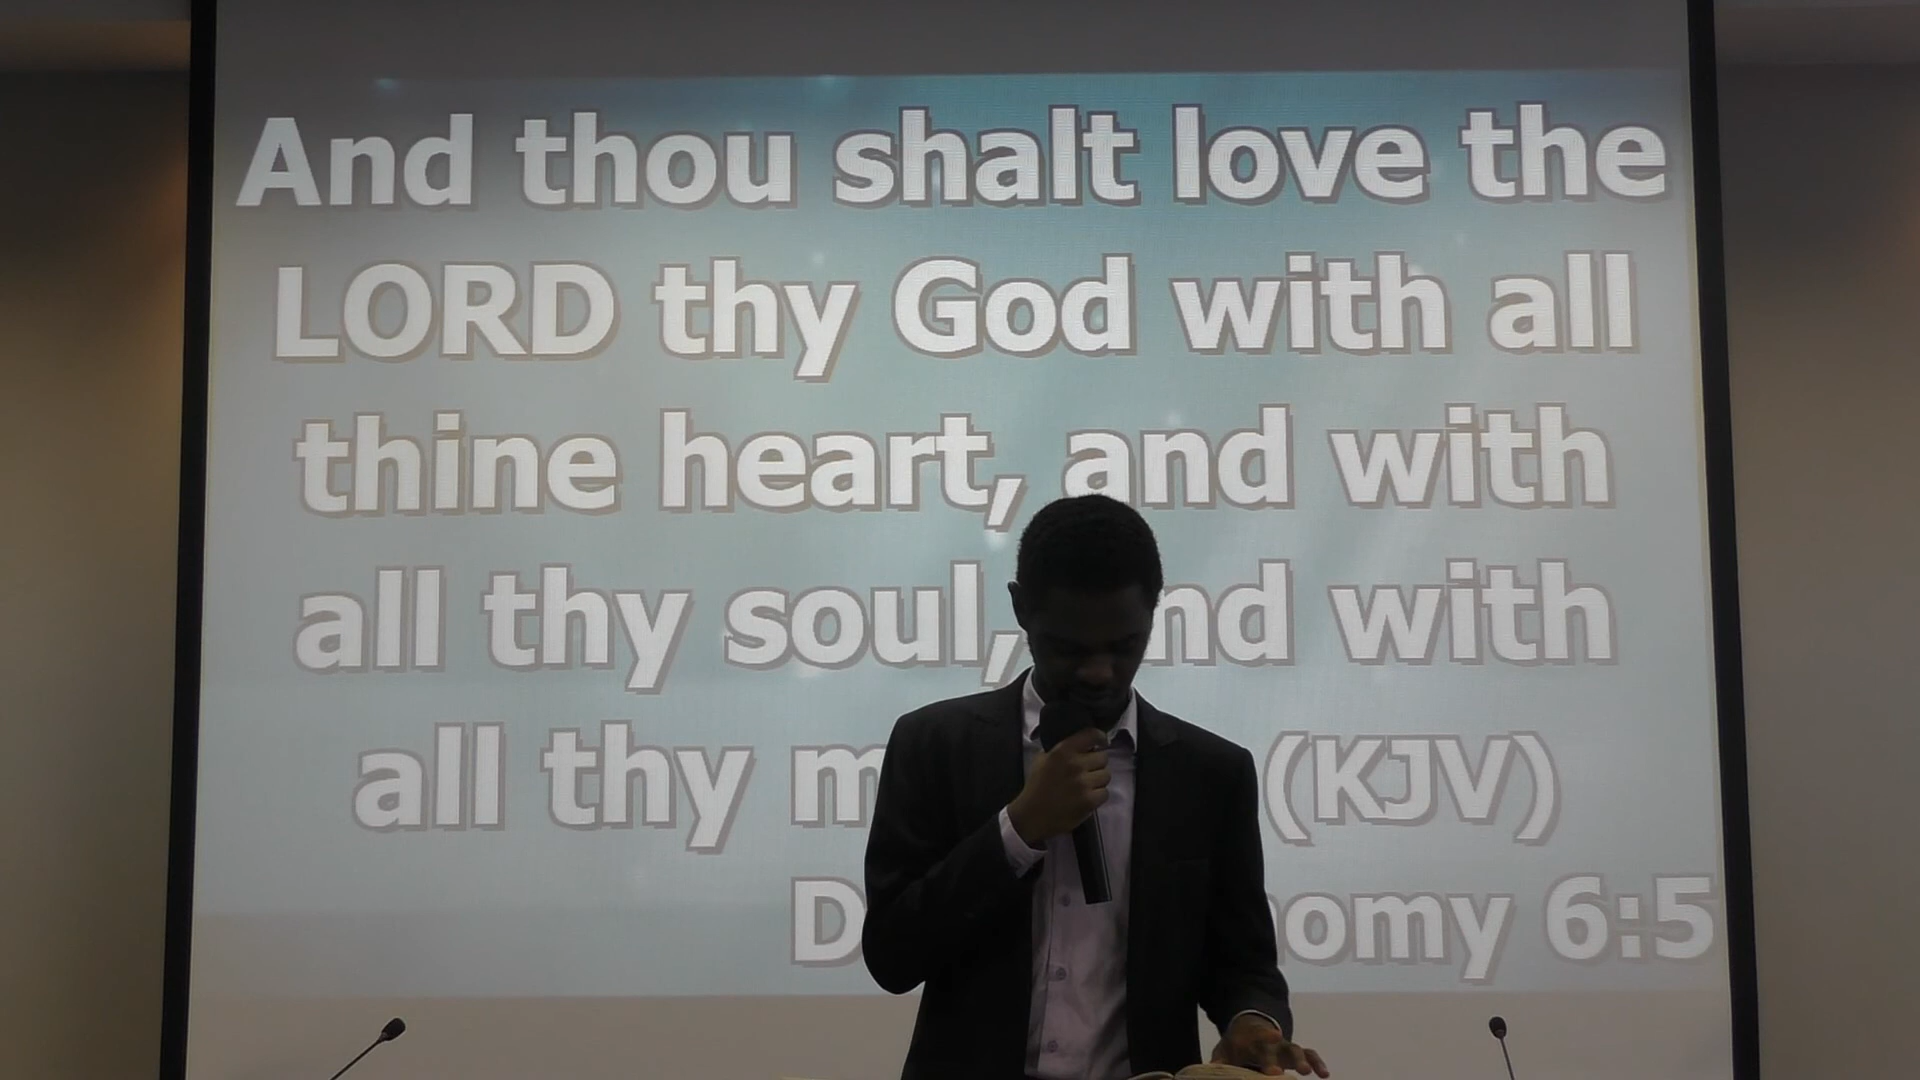 And thou shalt love the
LORD thy God with all
thine heart, and with
all thy soul, and with
all thy (KJV)
6:5